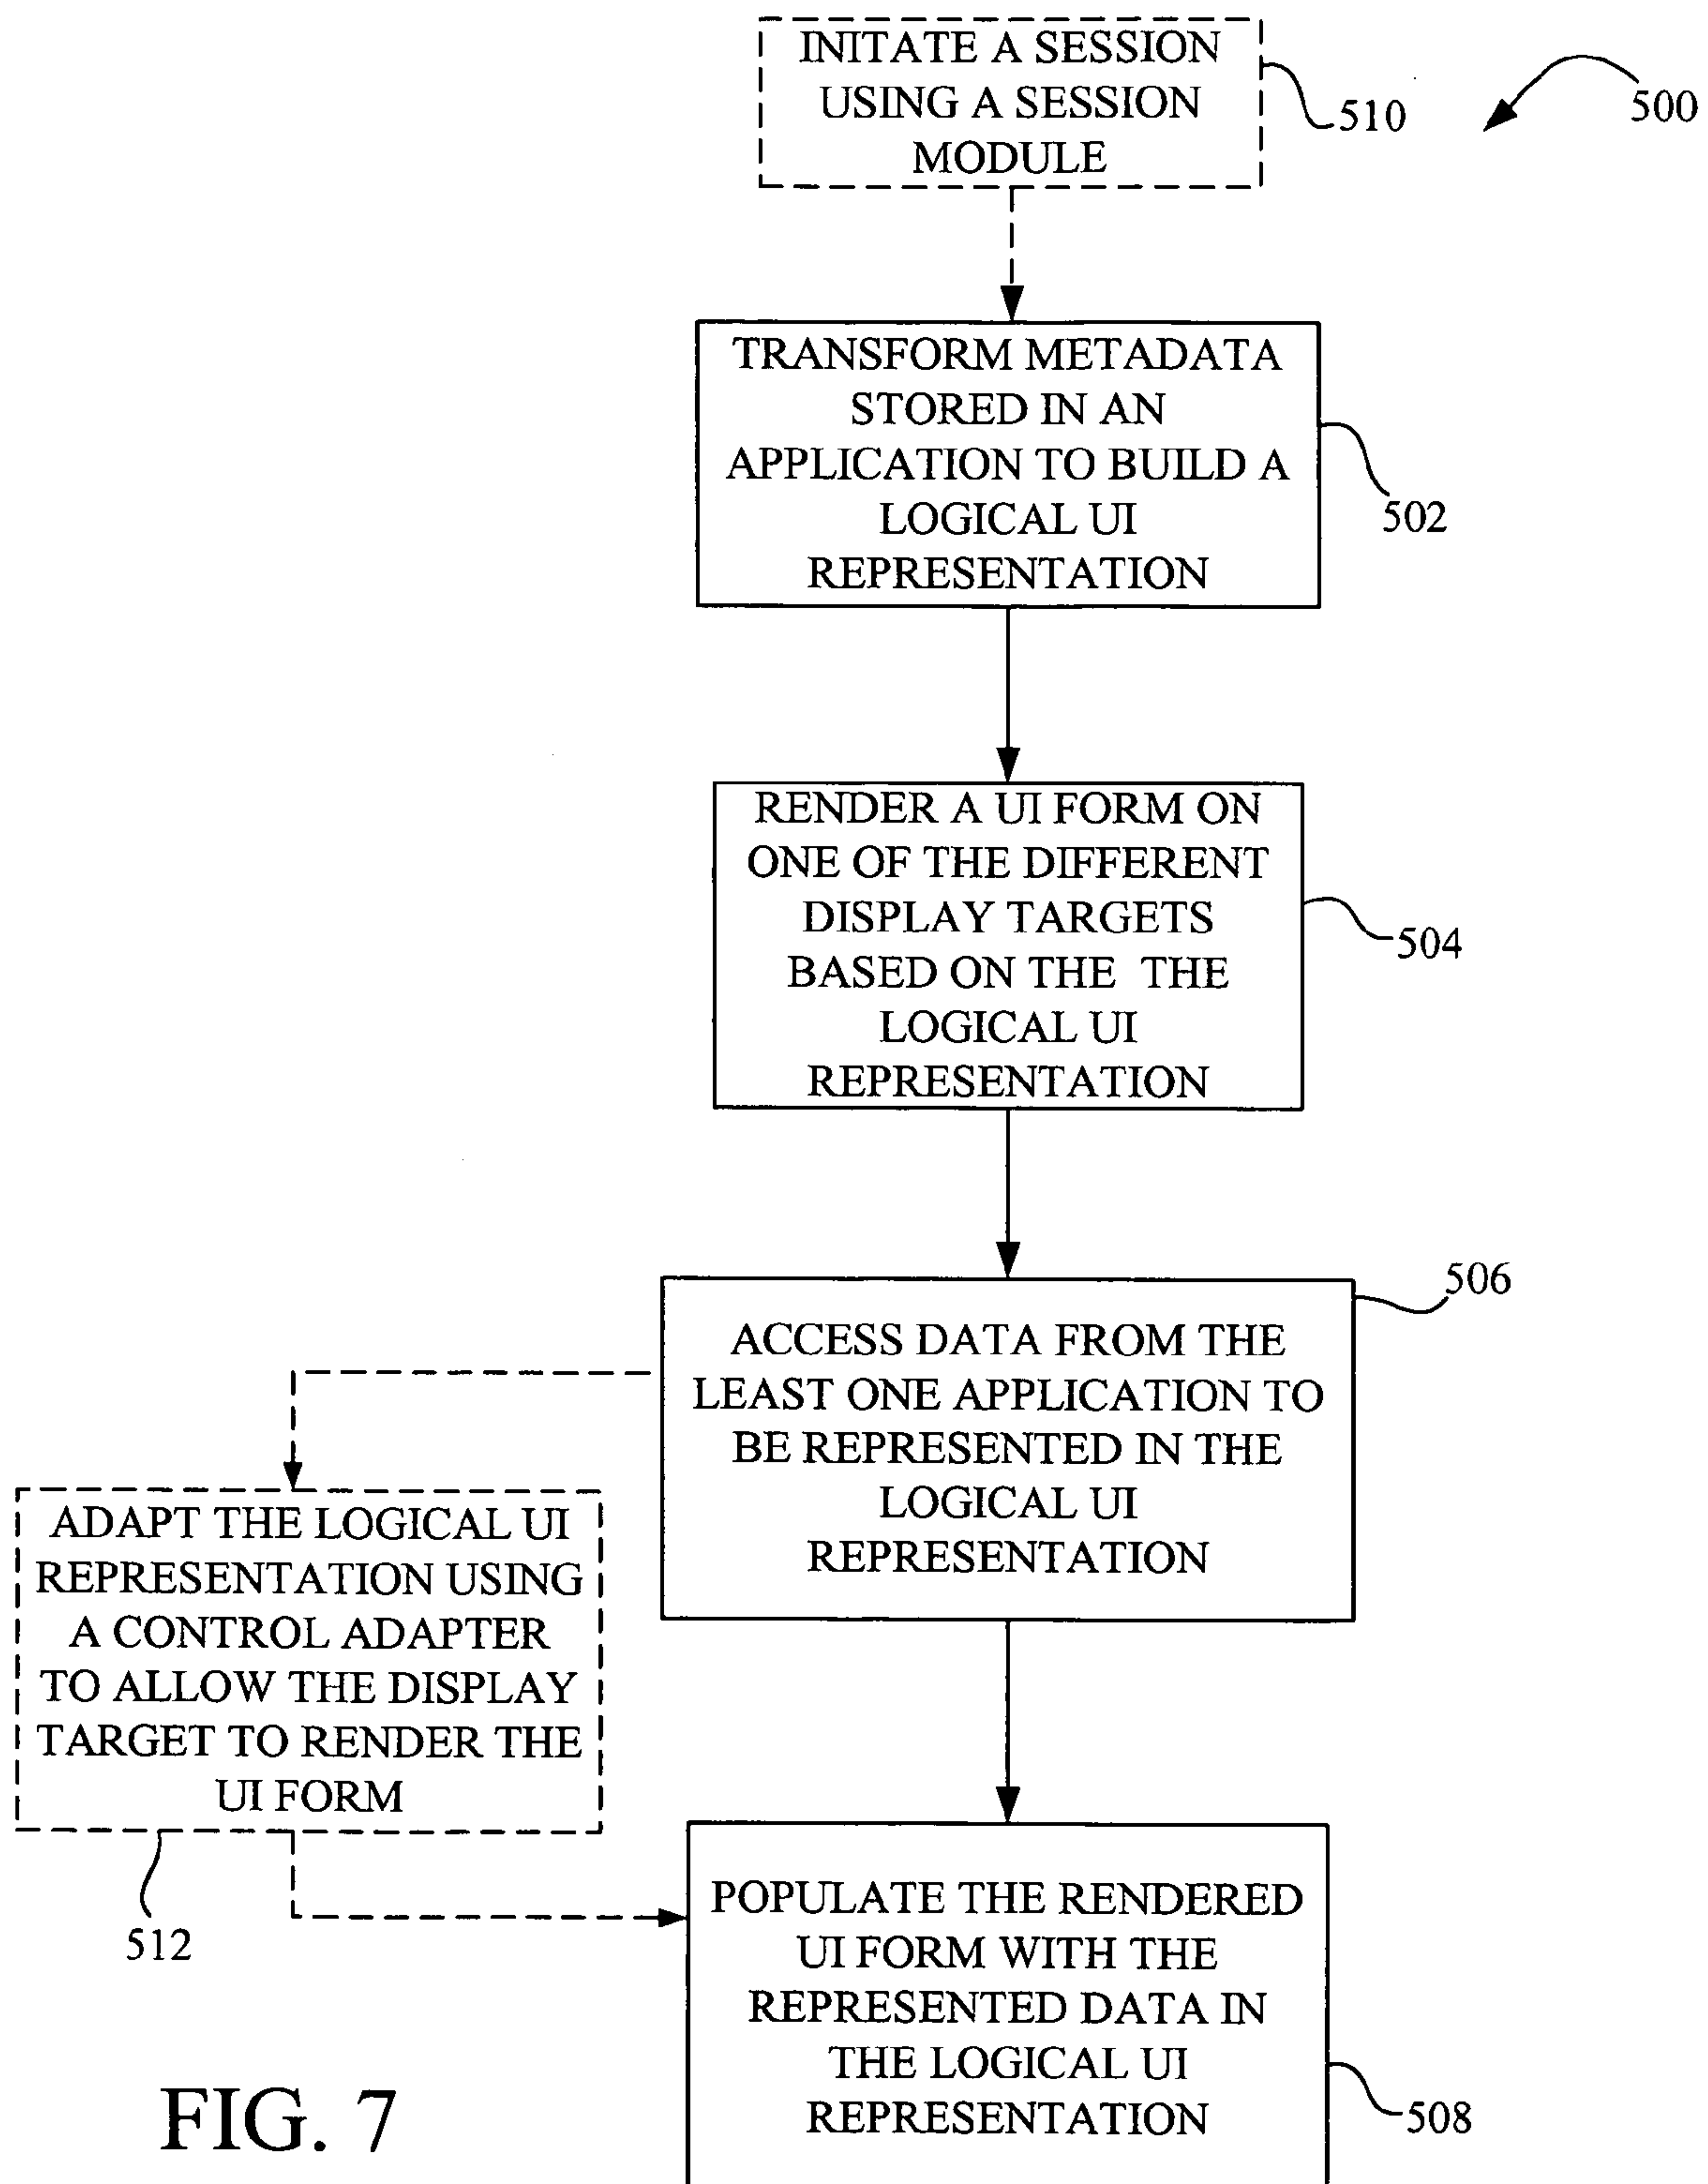 INITATE A SESSION
USING A SESSION
MODULE
510
500
TRANSFORM METADATA
STORED IN AN
APPLICATION TO BUILD A
LOGICAL UI
REPRESENTATION
502
RENDER A UI FORM ON
ONE OF THE DIFFERENT
DISPLAY TARGETS
BASED ON THE THE
LOGICAL UI
REPRESENTATION
504
506
ACCESS DATA FROM THE
LEAST ONE APPLICATION TO
BE REPRESENTED IN THE
LOGICAL UI
REPRESENTATION
ADAPT THE LOGICAL UI
REPRESENTATION USING
A CONTROL ADAPTER
TO ALLOW THE DISPLAY
TARGET TO RENDER THE
UI FORM
512
POPULATE THE RENDERED
UI FORM WITH THE
REPRESENTED DATA IN
THE LOGICAL UI
REPRESENTATION
508
FIG. 7